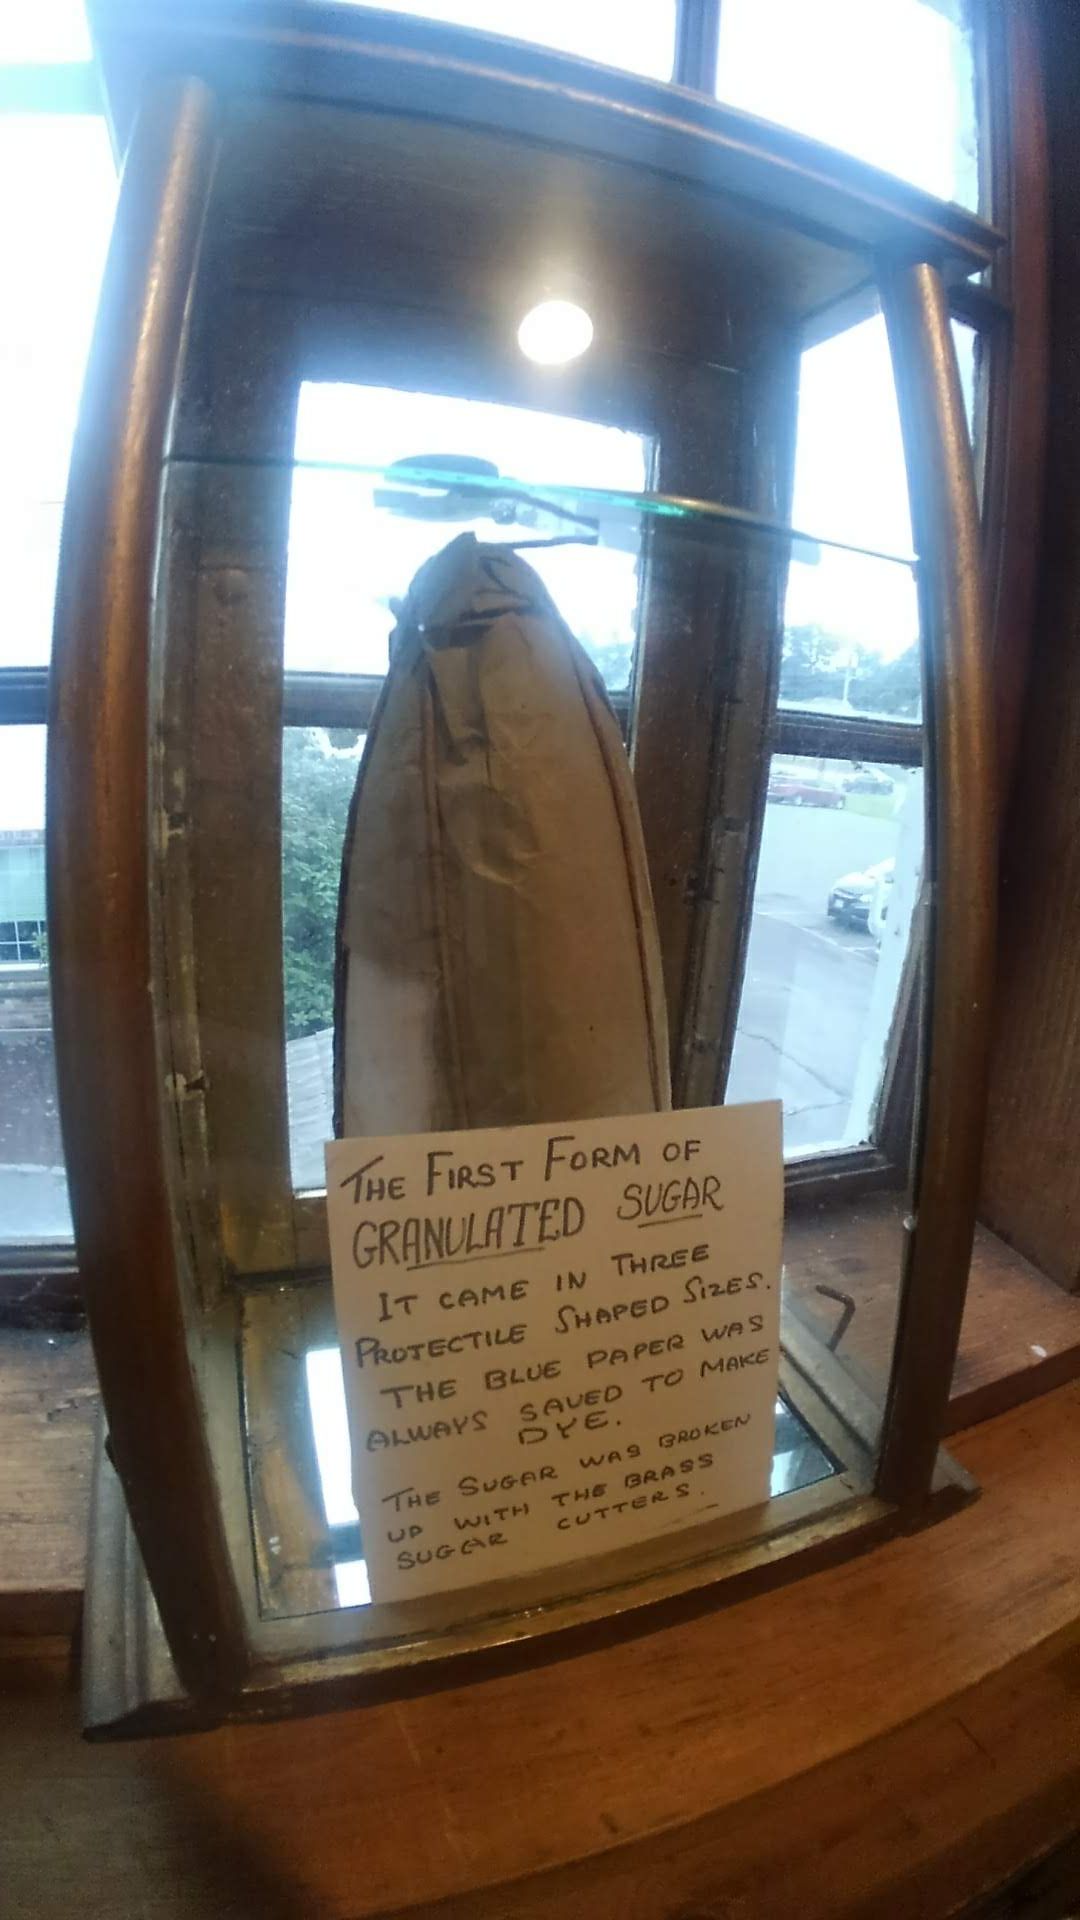 THE FIRST FORM OF
GRANULATED SUGAR
IT CAME IN THREE
PROTECTILE SHAPED SIZES.
THE BLUE PAPER WAS
ALWAYS SAVED TO MAKE
DYE.
THE SUGAR WAS BROKEN
UP WITH THE BRASS
SUGAR CUTTERS.